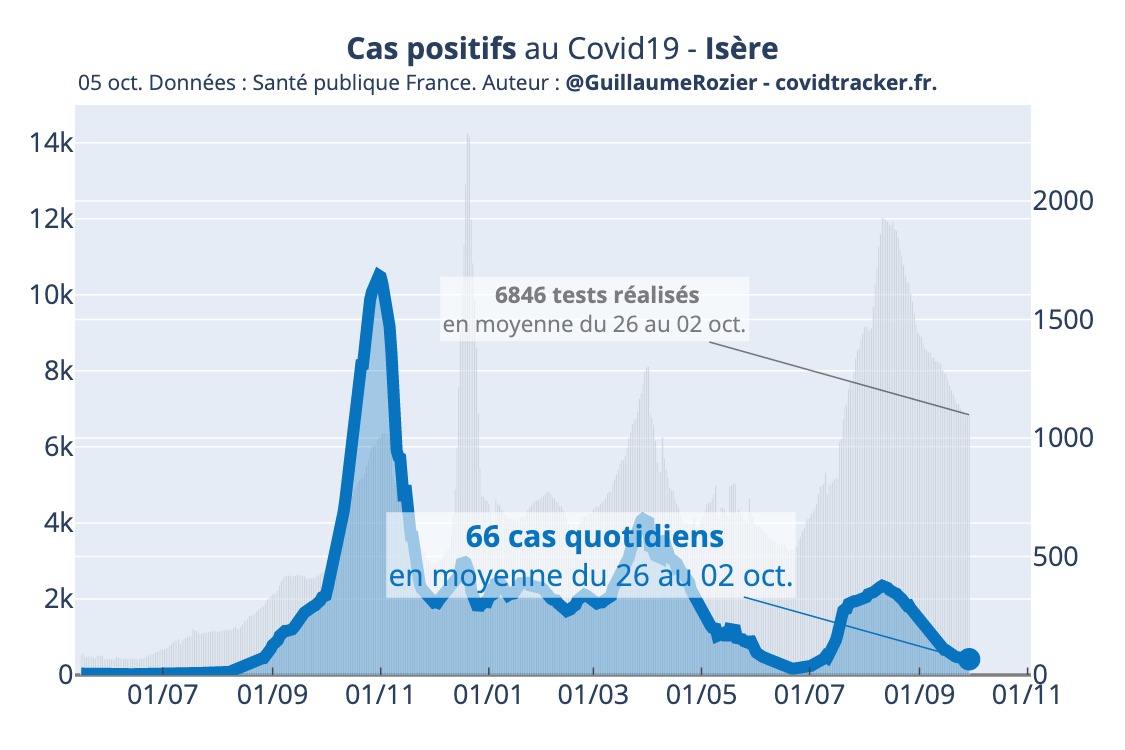 Cas positifs au Covid19 - Isère
05 oct. Données : Santé publique France. Auteur : @GuillaumeRozier - covidtracker.fr.
14k
12k
10k
8k
6k
4k
2k
0
2000
1500
1000
500
0
6846 tests réalisés
en moyenne du 26 au 02 oct.
66 cas quotidiens
en moyenne du 26 au 02 oct.
01/07 01/09 01/11 01/01 01/03 01/05 01/07 01/09 01/11